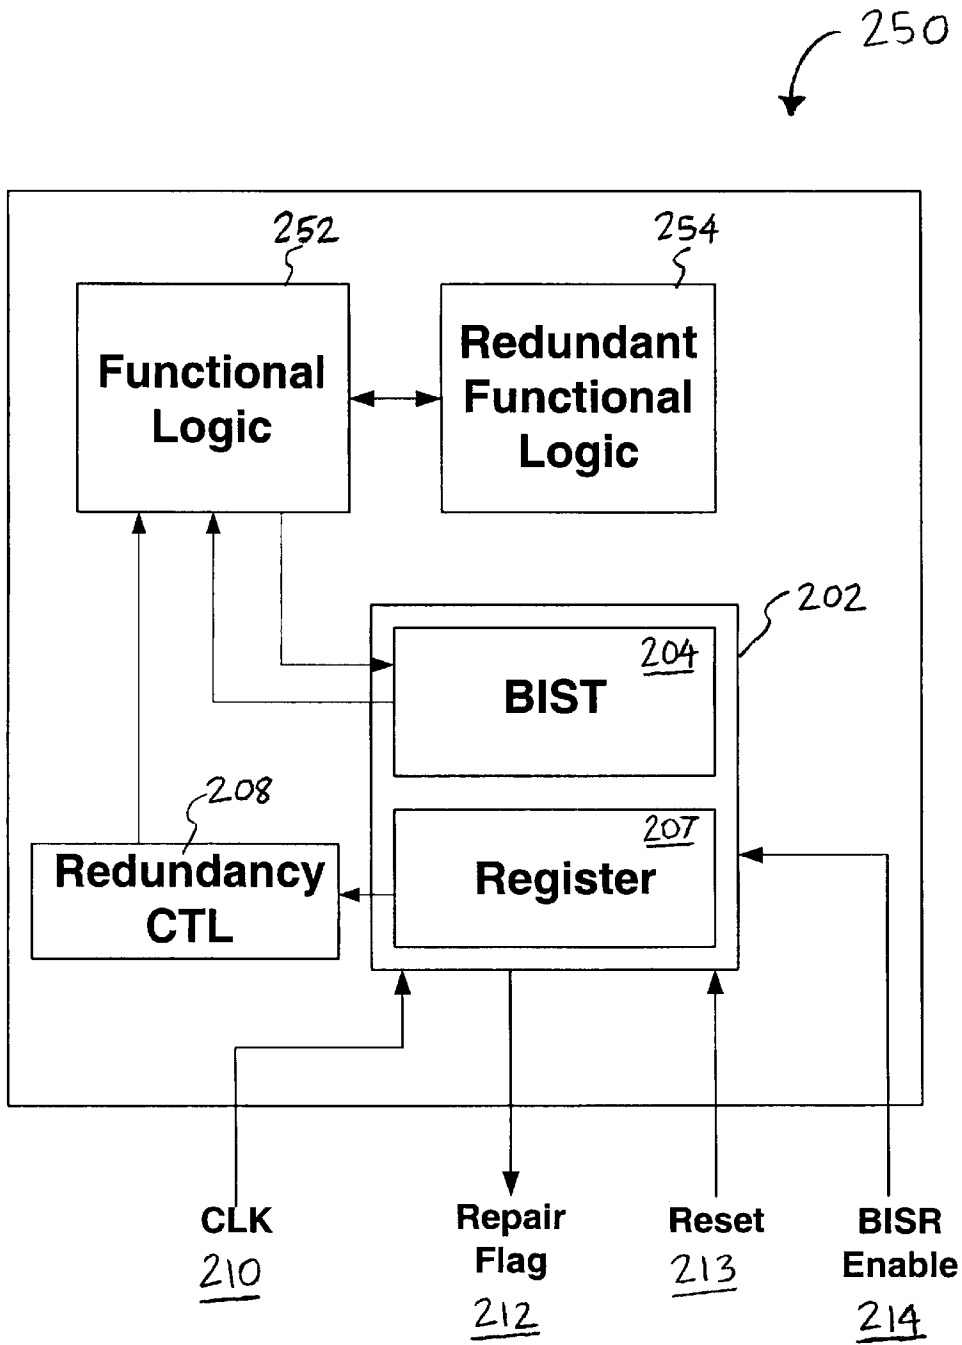 250
252
254
Functional
Logic
Redundant
Functional
Logic
202
204
BIST
208
207
Register
Redundancy
CTL
CLK
210
Repair
Flag
212
Reset
213
BISR
Enable
214